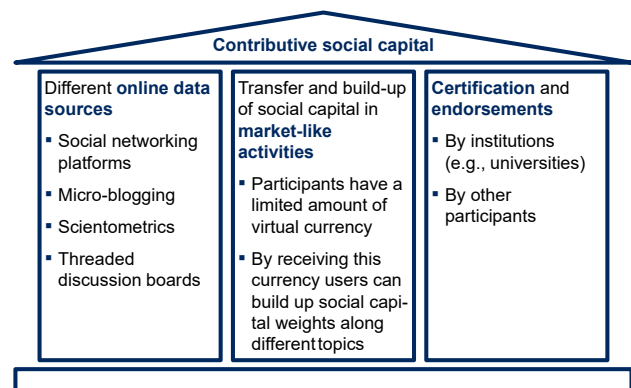 Contributive social capital
Different online data
sources
▪ Social networking
platforms
▪ Micro-blogging
▪ Scientometrics
▪ Threaded
discussion boards
Transfer and build-up
of social capital in
market-like
activities
▪ Participants have a
limited amount of
virtual currency
▪ By receiving this
currency users can
build up social capi-
tal weights along
different topics
Certification and
endorsements
▪ By institutions
(e.g., universities)
▪ By other
participants